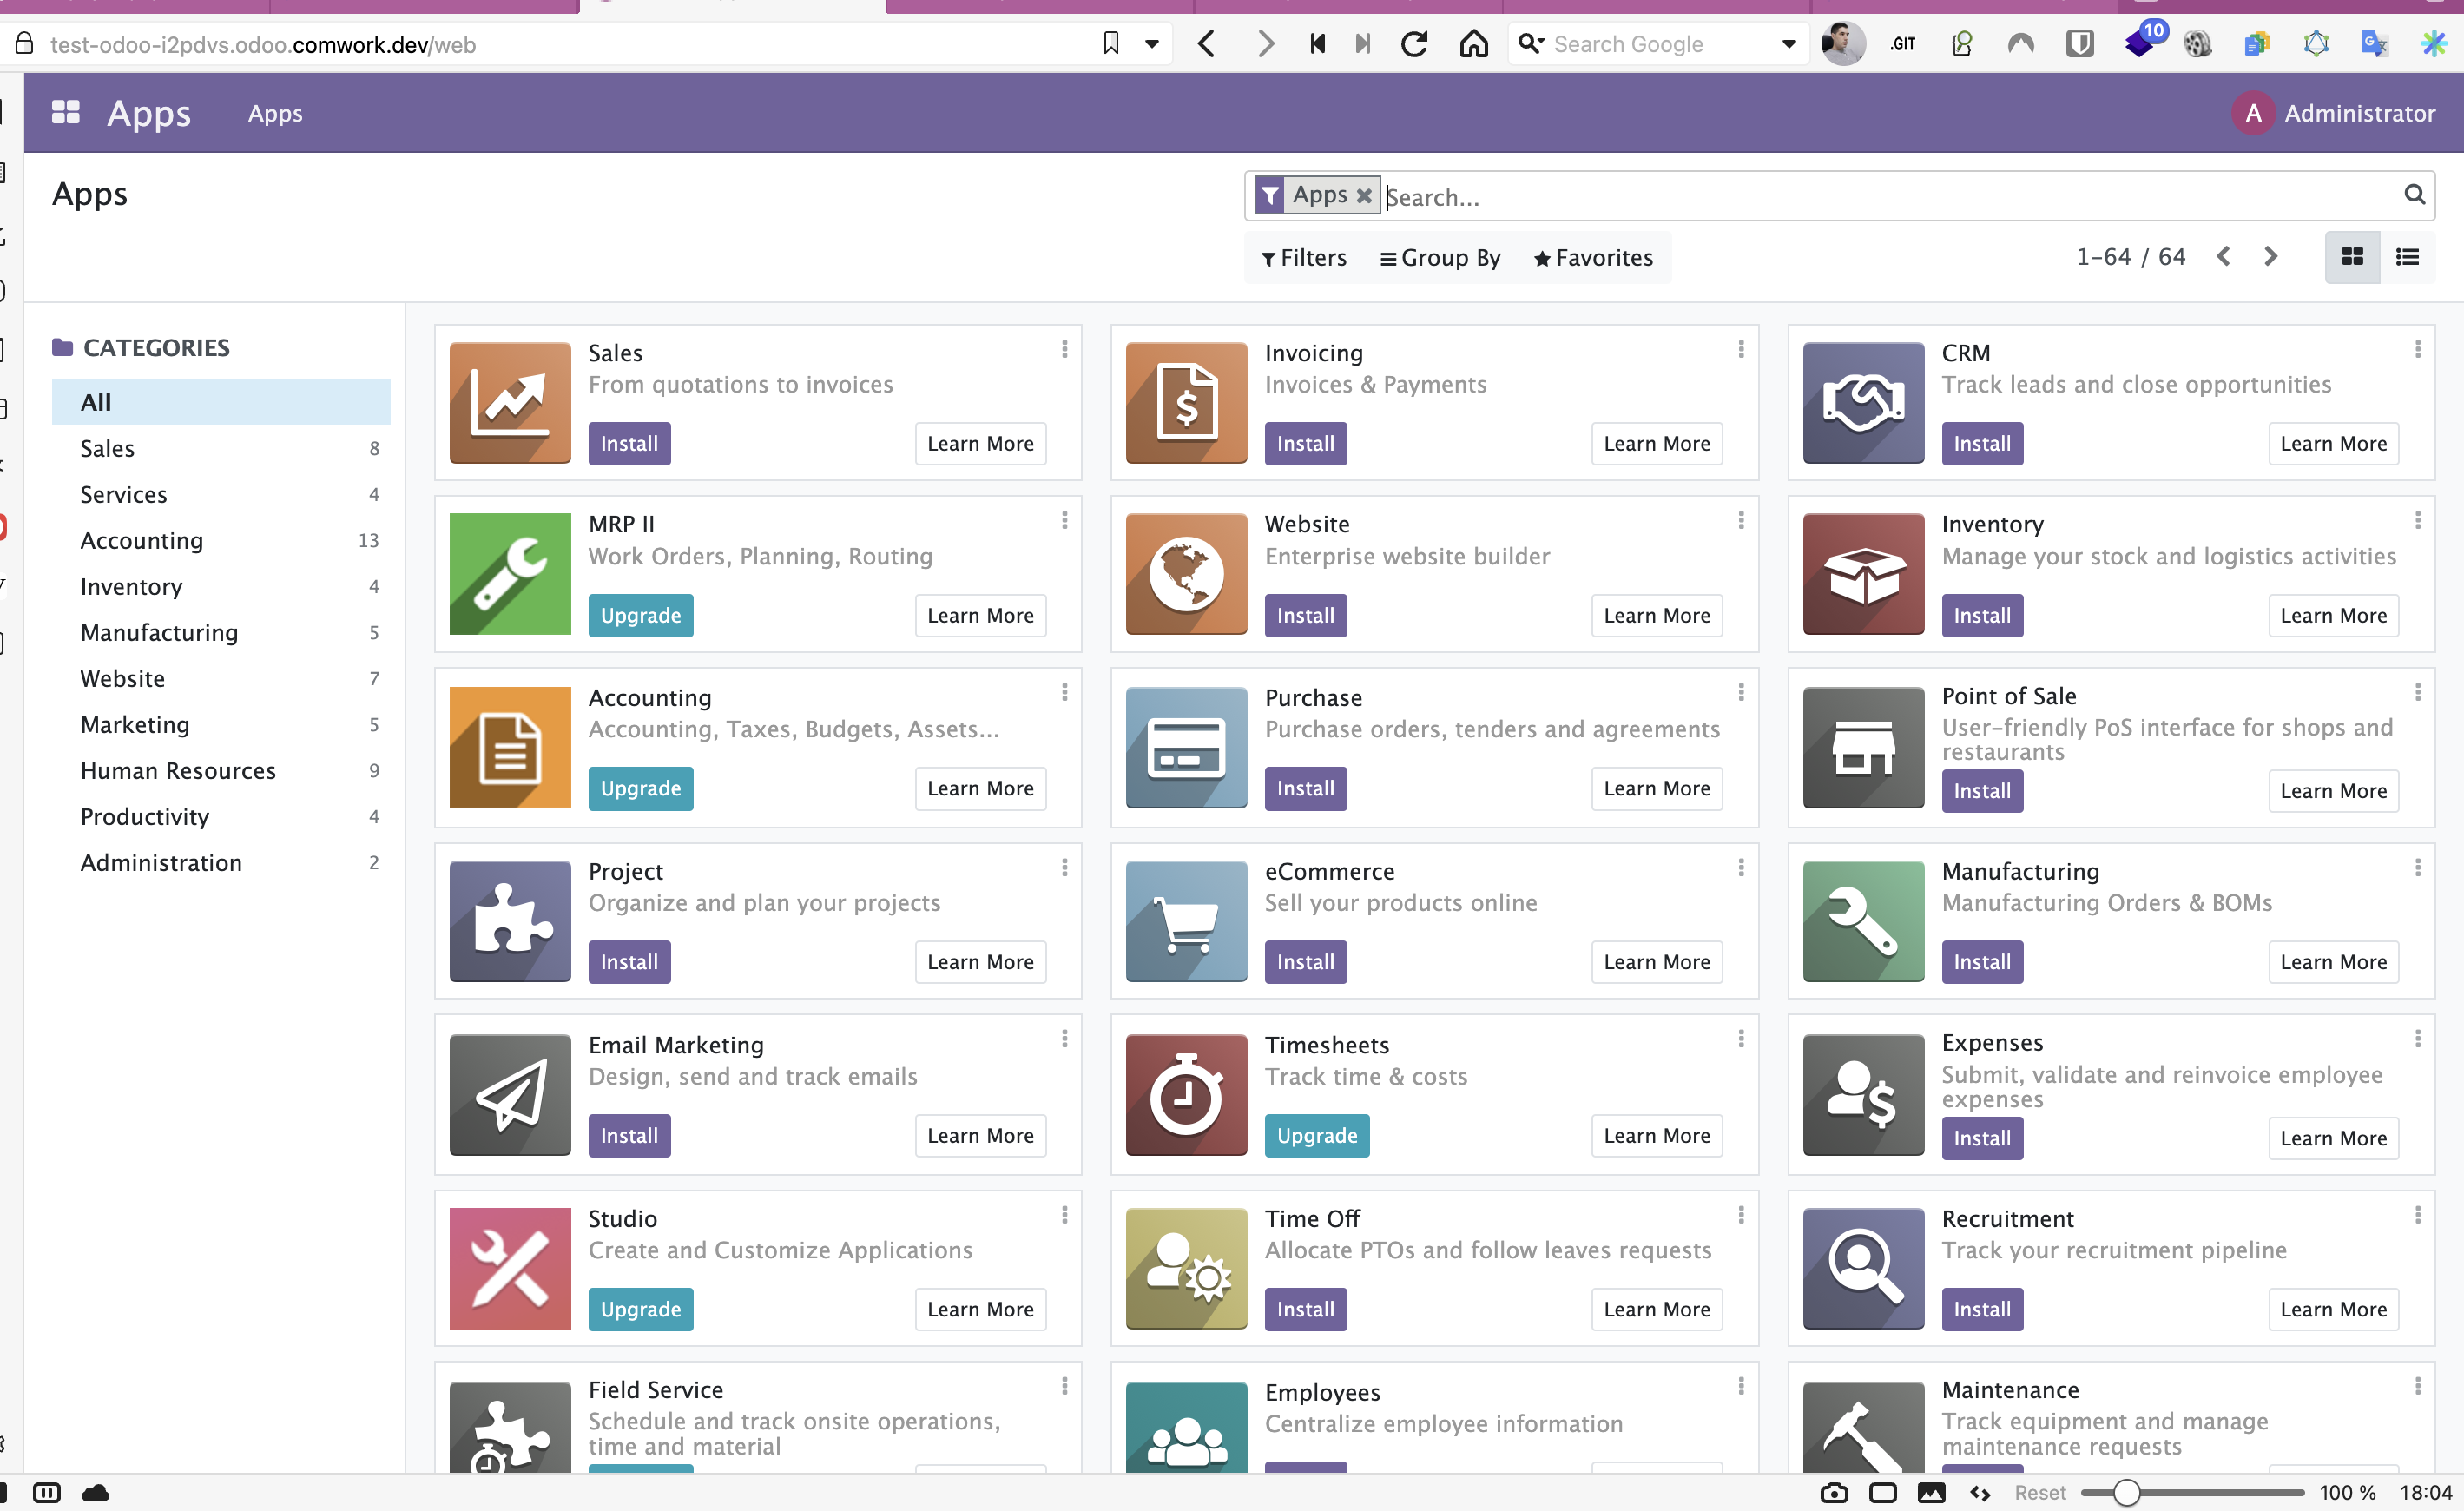 test-odoo-i2pdvs.odoo.comwork.dev/web
Search Google
.GIT
10
Apps
Apps
A
Administrator
Apps
Apps
Search...
Filters
Group By
Favorites
1-64 / 64
CATEGORIES
All
Sales 8
Services 4
Accounting 13
Inventory 4
Manufacturing 5
Website 7
Marketing 5
Human Resources 9
Productivity 4
Administration 2
Sales
From quotations to invoices
Install
Learn More
Invoicing
Invoices & Payments
Install
Learn More
CRM
Track leads and close opportunities
Install
Learn More
MRP II
Work Orders, Planning, Routing
Upgrade
Learn More
Website
Enterprise website builder
Install
Learn More
Inventory
Manage your stock and logistics activities
Install
Learn More
Accounting
Accounting, Taxes, Budgets, Assets...
Upgrade
Learn More
Purchase
Purchase orders, tenders and agreements
Install
Learn More
Point of Sale
User-friendly PoS interface for shops and
restaurants
Install
Learn More
Project
Organize and plan your projects
Install
Learn More
eCommerce
Sell your products online
Install
Learn More
Manufacturing
Manufacturing Orders & BOMs
Install
Learn More
Email Marketing
Design, send and track emails
Install
Learn More
Timesheets
Track time & costs
Upgrade
Learn More
Expenses
Submit, validate and reinvoice employee
expenses
Install
Learn More
Studio
Create and Customize Applications
Upgrade
Learn More
Time Off
Allocate PTOs and follow leaves requests
Install
Learn More
Recruitment
Track your recruitment pipeline
Install
Learn More
Field Service
Schedule and track onsite operations,
time and material
Employees
Centralize employee information
Maintenance
Track equipment and manage
maintenance requests
Reset
100 %
18:04